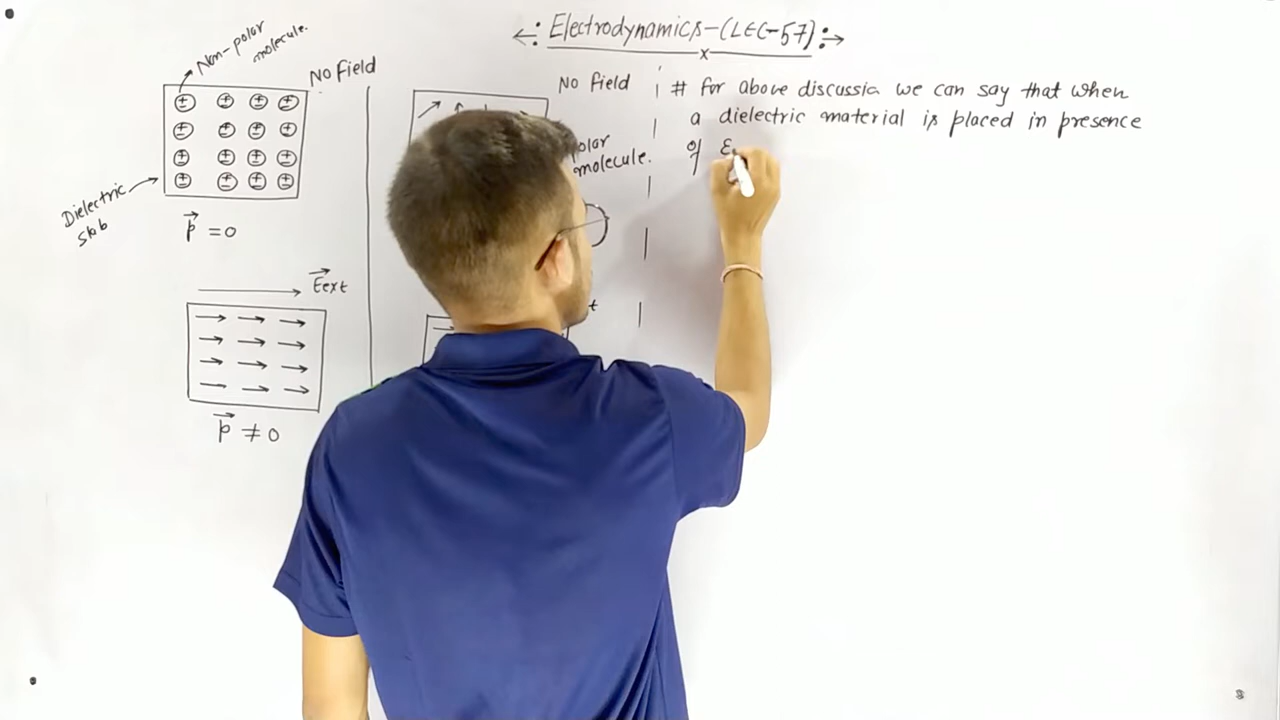 Electrodynamics-(LEC-57)
Non-polar
molecule.
No Field
Dielectric
slab
p = 0
Eext
p ≠ 0
No Field
polar
molecule.
# For above discussia we can say that when
a dielectric material is placed in presence
of